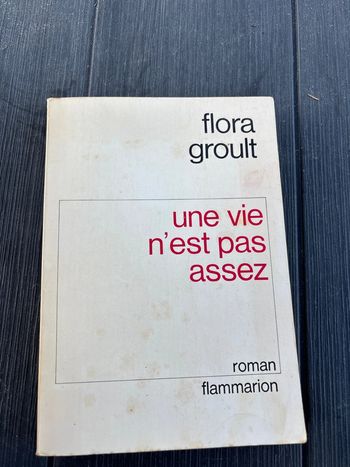 flora
groult
une vie
n'est pas
assez
roman
flammarion